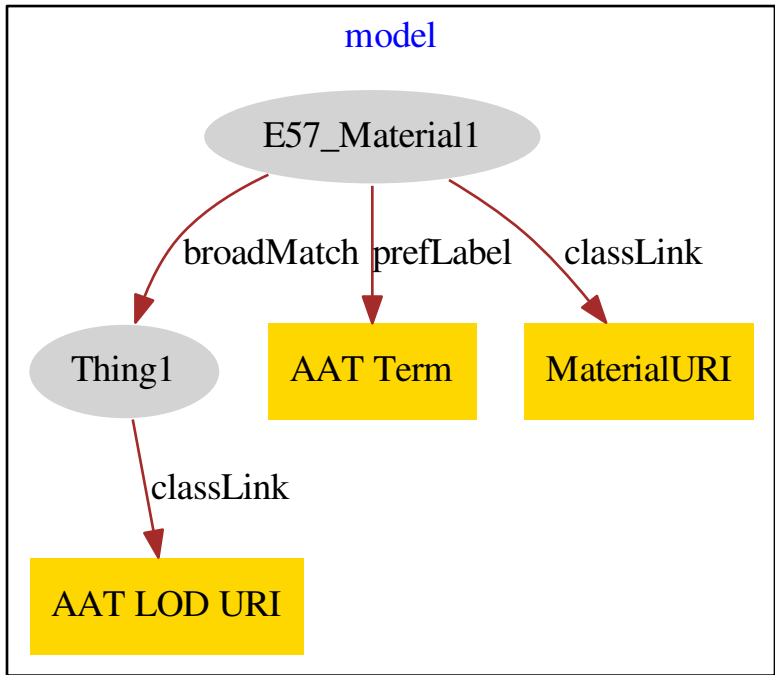 model
E57_Material1
broadMatch
prefLabel
classLink
Thing1
AAT Term
MaterialURI
classLink
AAT LOD URI